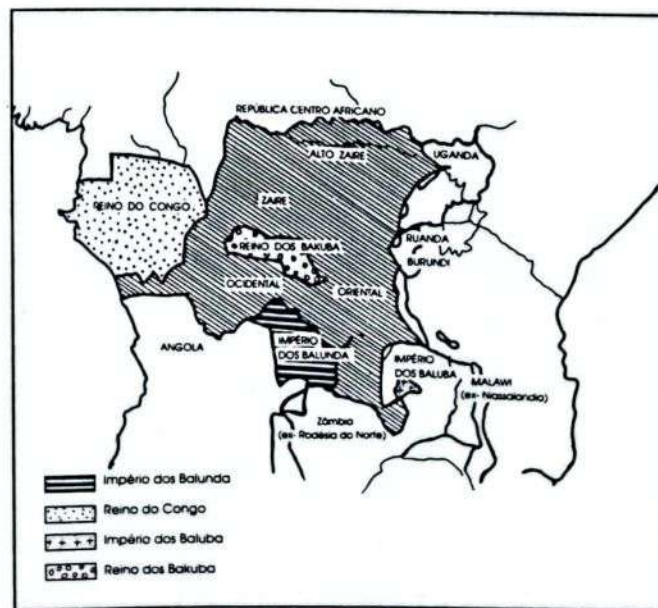 REPÚBLICA CENTRO AFRICANO
ALTO ZAIRE
UGANDA
ZAIRE
REINO DO CONGO
RUANDA
REINO DOS BAKUBA
BURUNDI
OCIDENTAL
ORIENTAL
ANGOLA
IMPÉRIO
DOS BALUNDA
IMPÉRIO
DOS BALUBA
MALAWI
(ex- Niassalandia)
Zâmbia
(ex- Rodésia do Norte)
Império dos Balunda
Reino do Congo
Império dos Baluba
Reino dos Bakuba